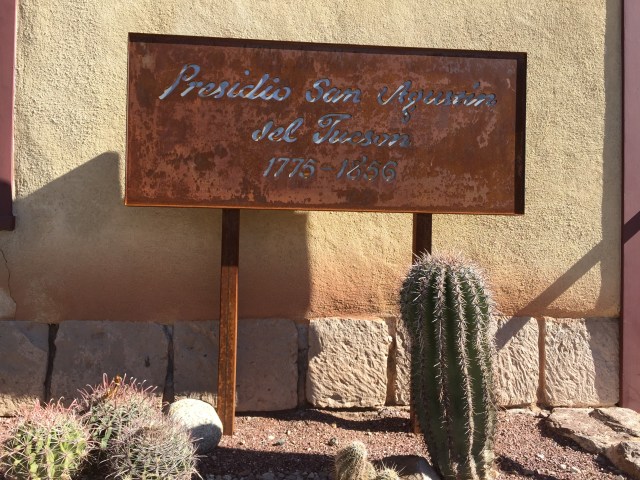 Presidio San Agustín
del Tucson
1775-1856